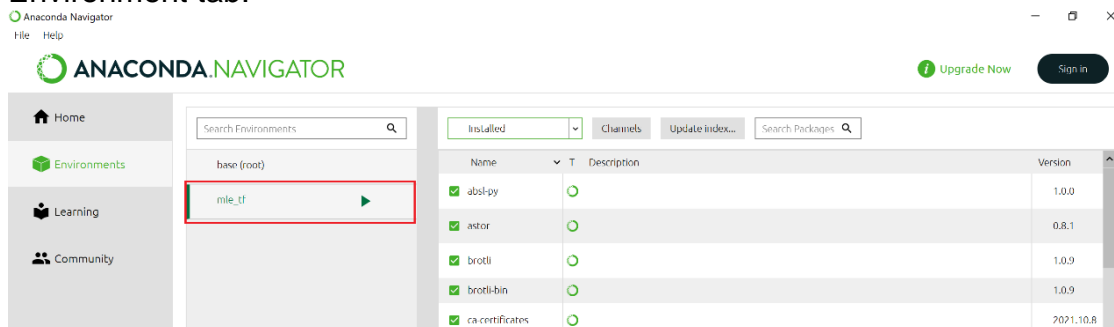 Environment tab.
Anaconda Navigator
File Help
ANACONDA.NAVIGATOR
Upgrade Now
Sign in
Home
Environments
Learning
Community
Search Environments
base (root)
mle_tf
Installed
Channels
Update index...
Search Packages
Name T Description Version
absl-py 1.0.0
astor 0.8.1
brotli 1.0.9
brotli-bin 1.0.9
ca-certificates 2021.10.8